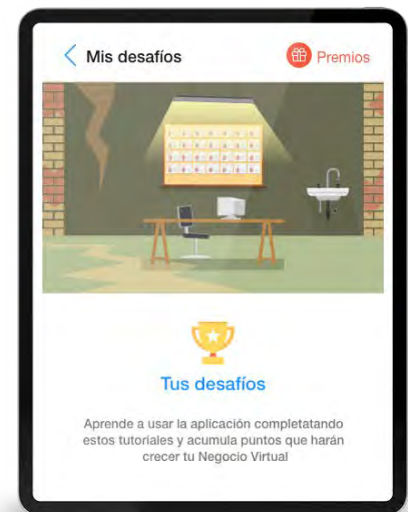 Mis desafíos
Premios
Tus desafíos
Aprende a usar la aplicación completatando
estos tutoriales y acumula puntos que harán
crecer tu Negocio Virtual